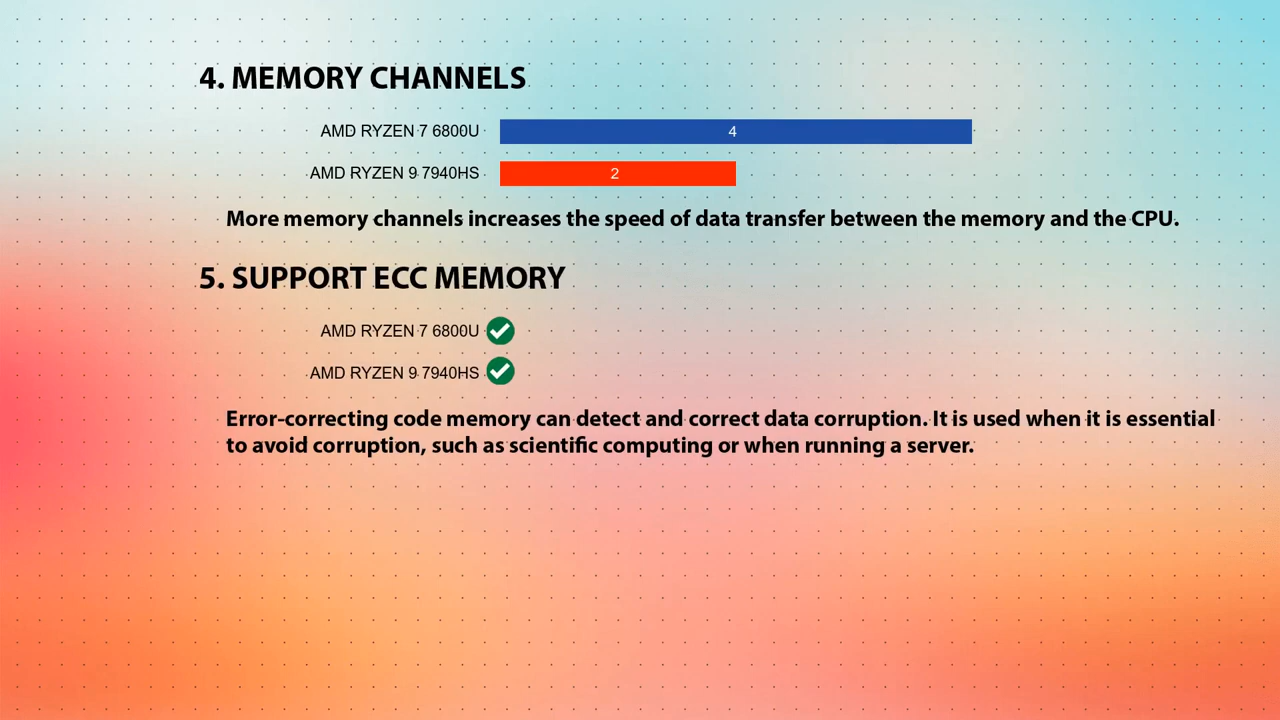 4. MEMORY CHANNELS
AMD RYZEN 7 6800U
4
AMD RYZEN 9 7940HS
2
More memory channels increases the speed of data transfer between the memory and the CPU.
5. SUPPORT ECC MEMORY
AMD RYZEN 7 6800U
AMD RYZEN 9 7940HS
Error-correcting code memory can detect and correct data corruption. It is used when it is essential
to avoid corruption, such as scientific computing or when running a server.